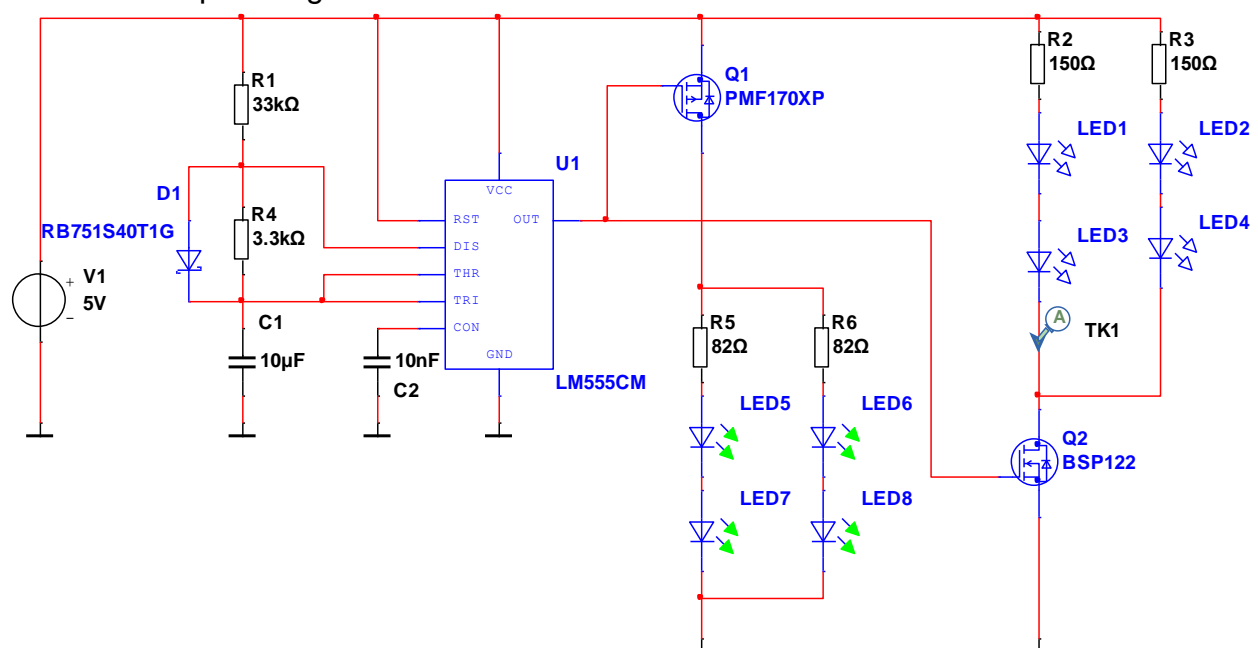 R1
33kΩ
D1
RB751S40T1G
R4
3.3kΩ
V1
5V
C1
10µF
10nF
C2
U1
VCC
RST
OUT
DIS
THR
TRI
CON
GND
LM555CM
Q1
PMF170XP
R5
82Ω
R6
82Ω
LED5
LED6
LED7
LED8
R2
150Ω
R3
150Ω
LED1
LED2
LED3
LED4
A
TK1
Q2
BSP122
+
−